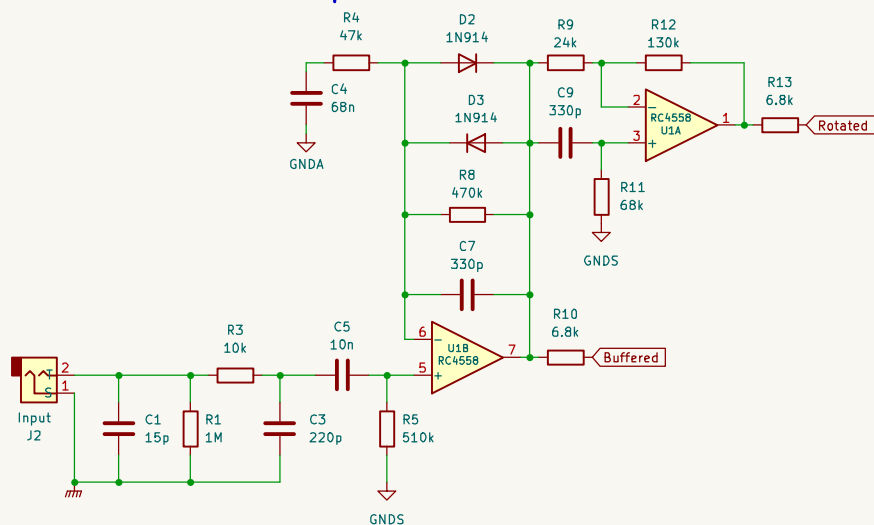 R4
47k
D2
1N914
R9
24k
R12
130k
C4
68n
GNDA
D3
1N914
C9
330p
2
−
RC4558
U1A
1
3
+
R13
6.8k
Rotated
R8
470k
R11
68k
GNDS
C7
330p
R10
6.8k
6
−
U1B
RC4558
7
5
+
Buffered
R3
10k
C5
10n
T
2
S
1
Input
J2
C1
15p
R1
1M
C3
220p
R5
510k
GNDS